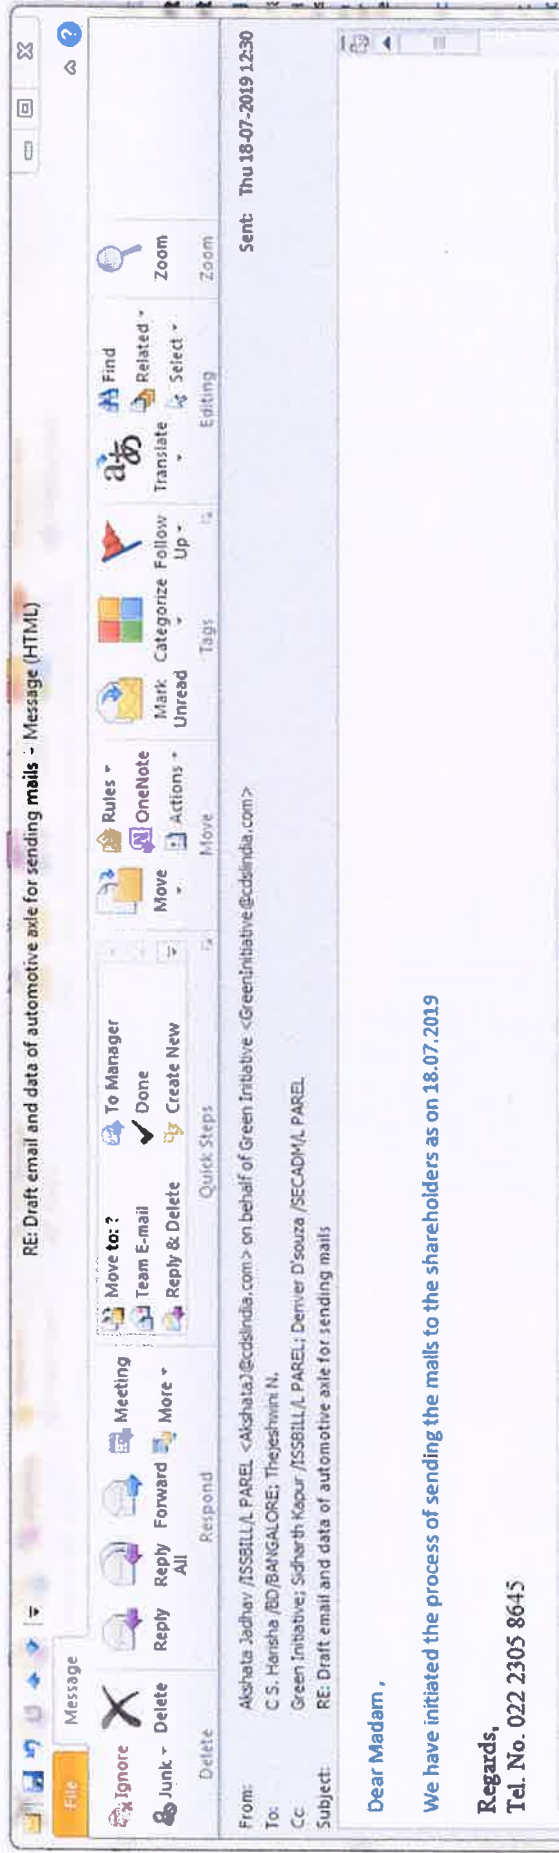 RE: Draft email and data of automotive axle for sending mails - Message (HTML)
File
Message
Ignore
Junk
Delete
Delete
Reply
Reply All
Forward
Meeting
More
Respond
Move to: ?
Team E-mail
Reply & Delete
To Manager
Done
Create New
Quick Steps
Move
Rules
OneNote
Actions
Move
Mark Unread
Categorize
Follow Up
Tags
Translate
Find
Related
Select
Editing
Zoom
Zoom
From: Akshata Jadhav /ISSBILL/L PAREL <AkshataJ@cdslindia.com> on behalf of Green Initiative <GreenInitiative@cdslindia.com>
Sent: Thu 18-07-2019 12:30
To: C S. Harisha /BD/BANGALORE; Thejeshwini N.
Cc: Green Initiative; Sidharth Kapur /ISSBILL/L PAREL; Denver D'souza /SECADM/L PAREL
Subject: RE: Draft email and data of automotive axle for sending mails
Dear Madam ,
We have initiated the process of sending the mails to the shareholders as on 18.07.2019
Regards,
Tel. No. 022 2305 8645